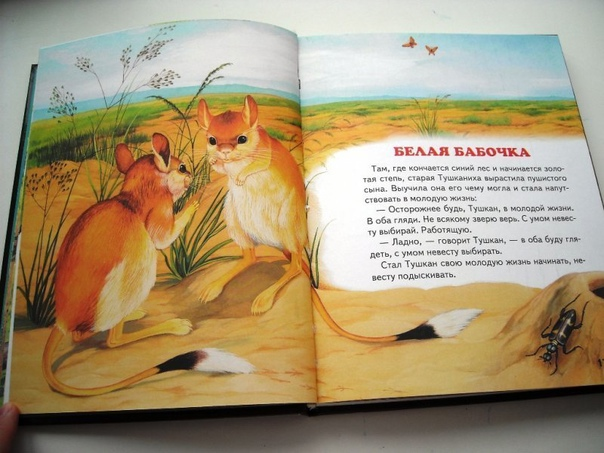 БЕЛАЯ БАБОЧКА
Там, где кончается синий лес и начинается золо-
тая степь, старая Тушканиха вырастила пушистого
сына. Выучила она его чему могла и стала напут-
ствовать в молодую жизнь:
— Осторожнее будь, Тушкан, в молодой жизни.
В оба гляди. Не всякому зверю верь. С умом невес-
ту выбирай. Работящую.
— Ладно, — говорит Тушкан, — в оба буду гля-
деть, с умом невесту выбирать.
Стал Тушкан свою молодую жизнь начинать, не-
весту подыскивать.